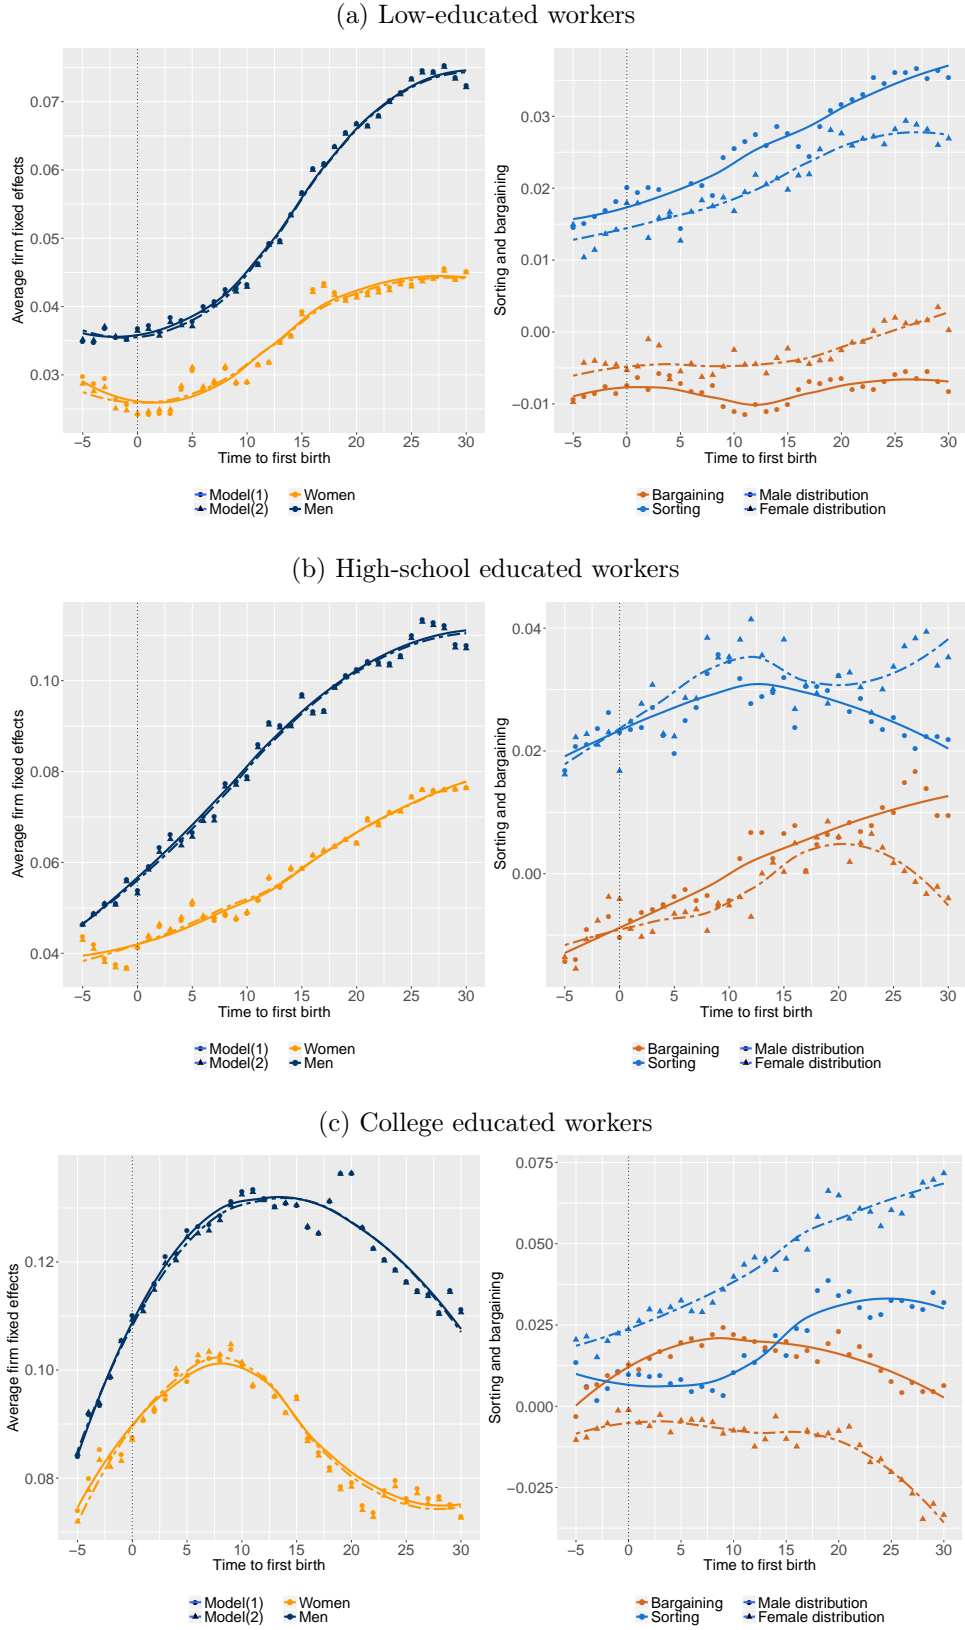 (a) Low-educated workers
0.07
0.06
0.05
0.04
0.03
Average firm fixed effects
−5 0 5 10 15 20 25 30
Time to first birth
Model(1) Women
Model(2) Men
0.03
0.02
0.01
0.00
−0.01
Sorting and bargaining
−5 0 5 10 15 20 25 30
Time to first birth
Bargaining Male distribution
Sorting Female distribution
(b) High-school educated workers
0.10
0.08
0.06
0.04
Average firm fixed effects
−5 0 5 10 15 20 25 30
Time to first birth
Model(1) Women
Model(2) Men
0.04
0.02
0.00
Sorting and bargaining
−5 0 5 10 15 20 25 30
Time to first birth
Bargaining Male distribution
Sorting Female distribution
(c) College educated workers
0.12
0.10
0.08
Average firm fixed effects
−5 0 5 10 15 20 25 30
Time to first birth
Model(1) Women
Model(2) Men
0.075
0.050
0.025
0.000
−0.025
Sorting and bargaining
−5 0 5 10 15 20 25 30
Time to first birth
Bargaining Male distribution
Sorting Female distribution